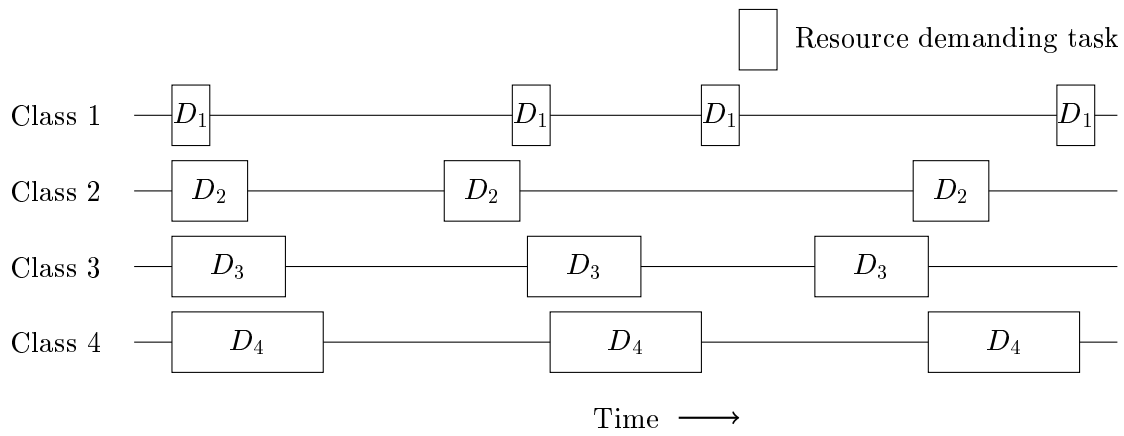 Resource demanding task
Class 1 D₁ D₁ D₁ D₁
Class 2 D₂ D₂ D₂
Class 3 D₃ D₃ D₃
Class 4 D₄ D₄ D₄
Time ⟶